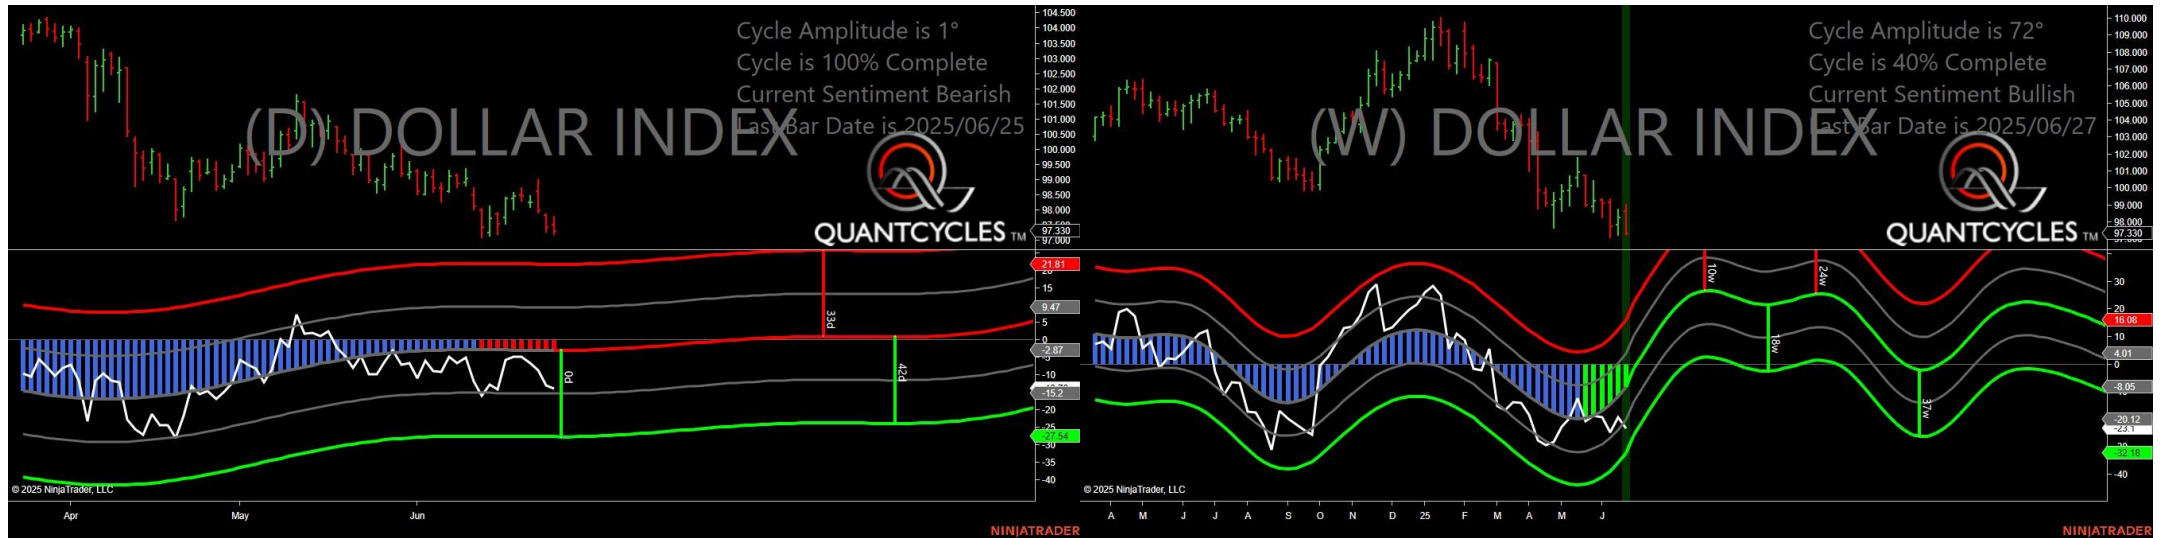 Cycle Amplitude is 1°
Cycle is 100% Complete
Current Sentiment Bearish
Last Bar Date is 2025/06/25
(D) DOLLAR INDEX
QUANTCYCLES TM
104.500
104.000
103.500
103.000
102.500
102.000
101.500
101.000
100.500
100.000
99.500
99.000
98.500
98.000
97.330
97.000
21.81
20
15
9.47
5
0
-2.87
-5
-10
-15.2
-20
-25
-27.54
-30
-35
-40
33d
0d
42d
© 2025 NinjaTrader, LLC
Apr
May
Jun
NINJATRADER
Cycle Amplitude is 72°
Cycle is 40% Complete
Current Sentiment Bullish
Last Bar Date is 2025/06/27
(W) DOLLAR INDEX
QUANTCYCLES TM
110.000
109.000
108.000
107.000
106.000
105.000
104.000
103.000
102.000
101.000
100.000
99.000
98.000
97.330
30
20
16.08
10
4.01
0
-8.05
-20.12
-23.1
-32.18
-40
10w
24w
18w
37w
© 2025 NinjaTrader, LLC
A
M
J
J
A
S
O
N
D
25
F
M
A
M
J
NINJATRADER